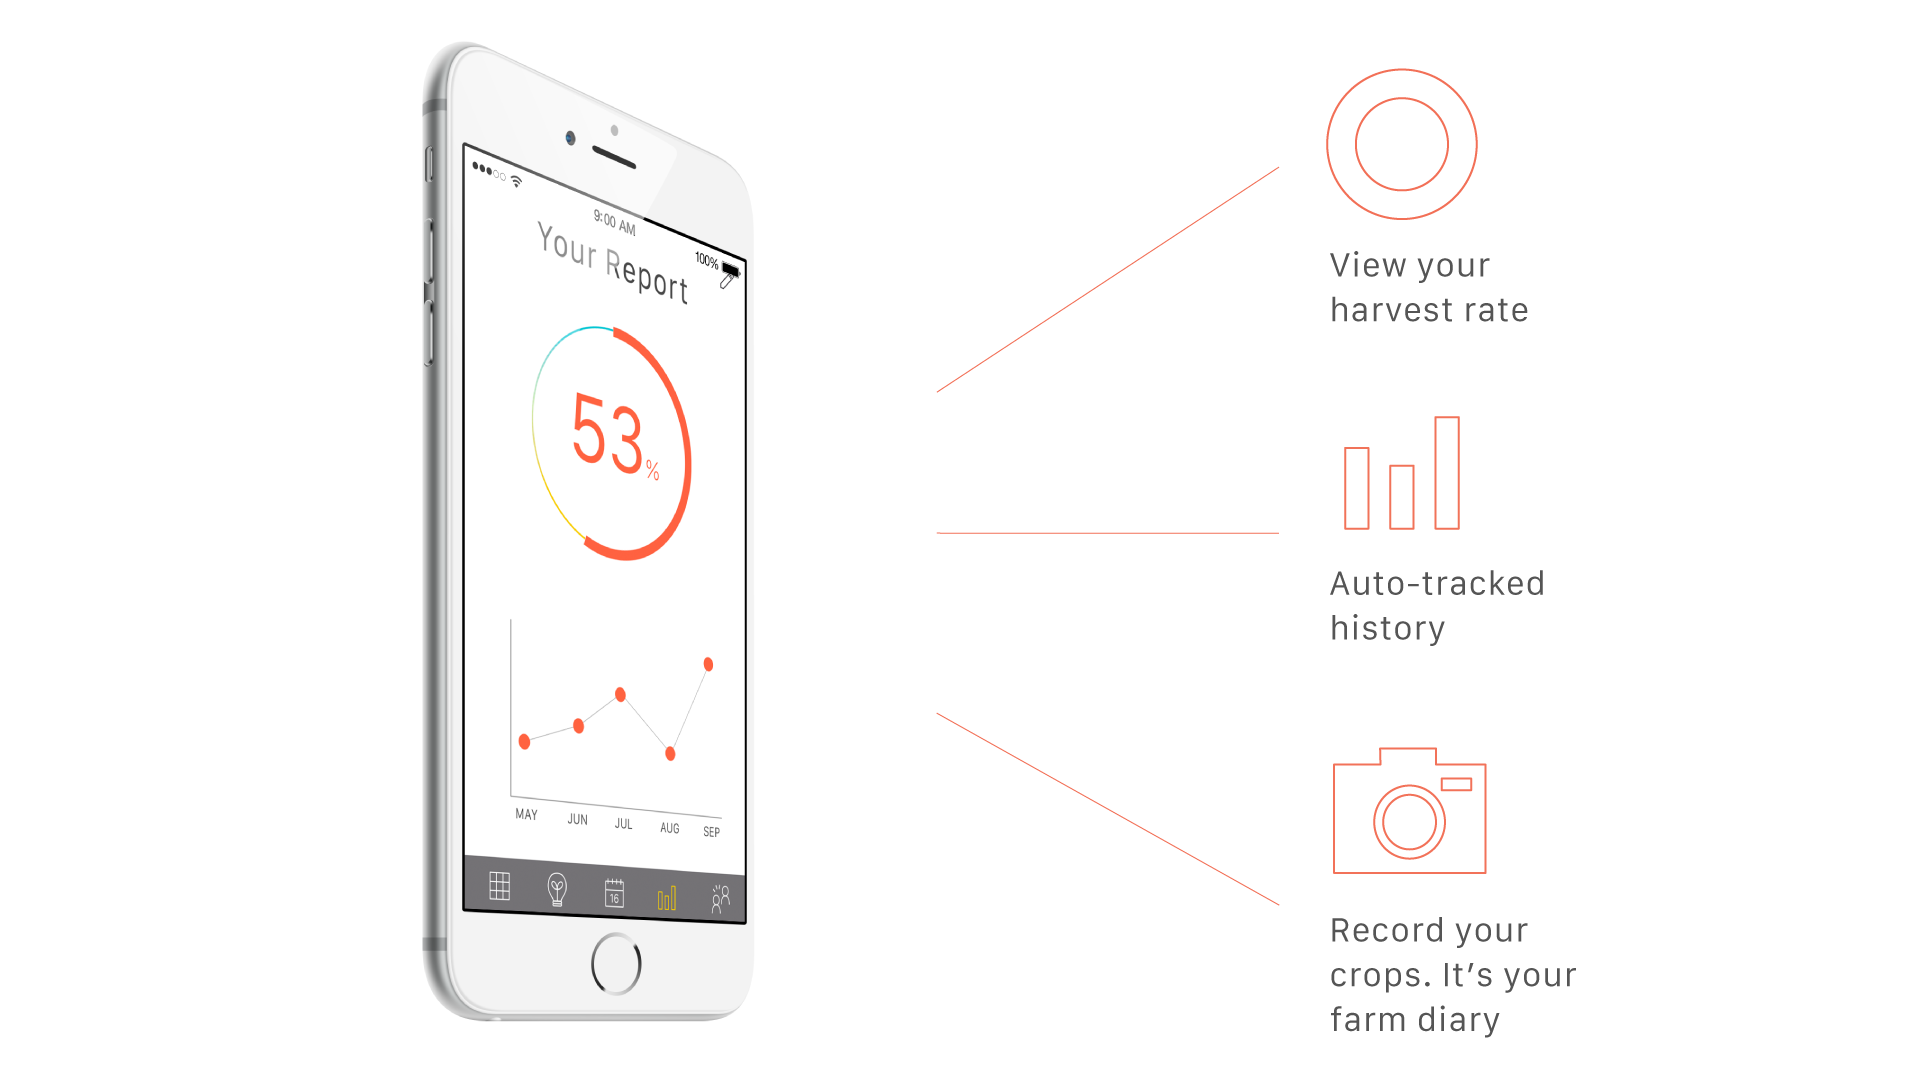 9:00 AM
100%
Your Report
53%
MAY JUN JUL AUG SEP
16
View your
harvest rate
Auto-tracked
history
Record your
crops. It’s your
farm diary